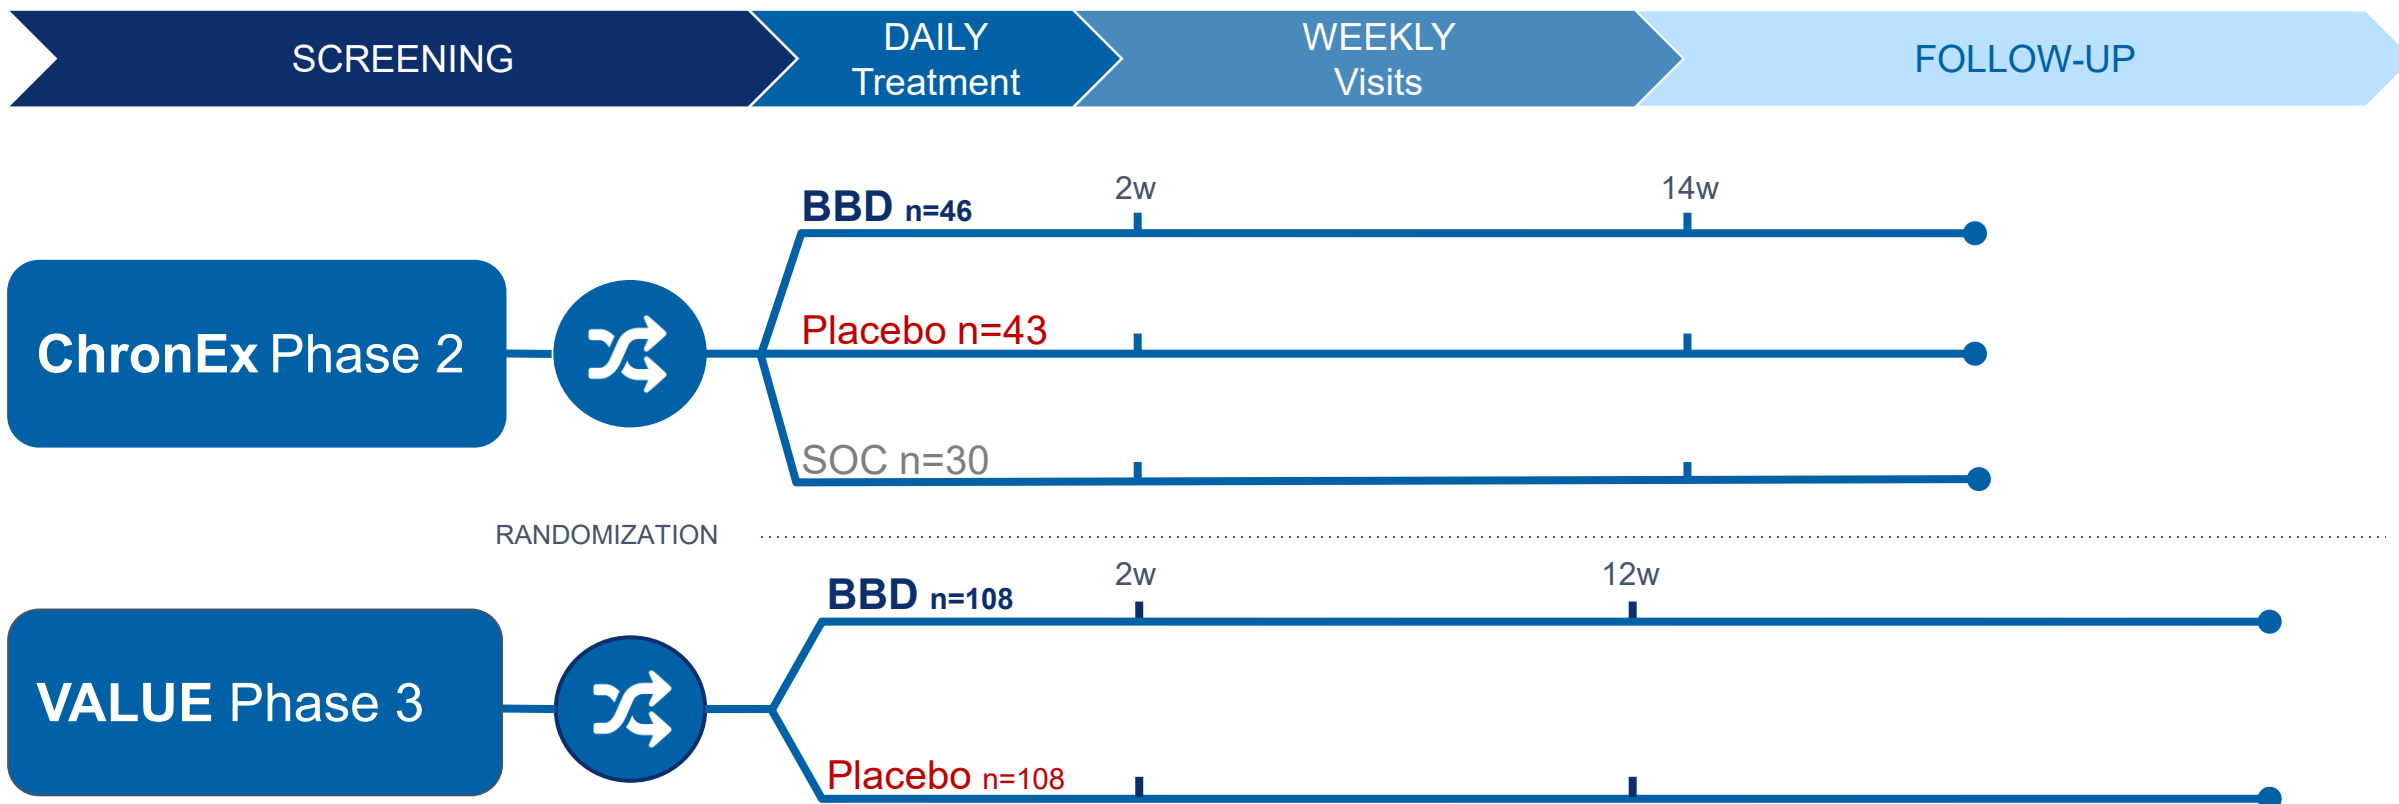 SCREENING
DAILY
Treatment
WEEKLY
Visits
FOLLOW-UP
2w
14w
BBD n=46
Placebo n=43
ChronEx Phase 2
SOC n=30
RANDOMIZATION
2w
12w
BBD n=108
VALUE Phase 3
Placebo n=108